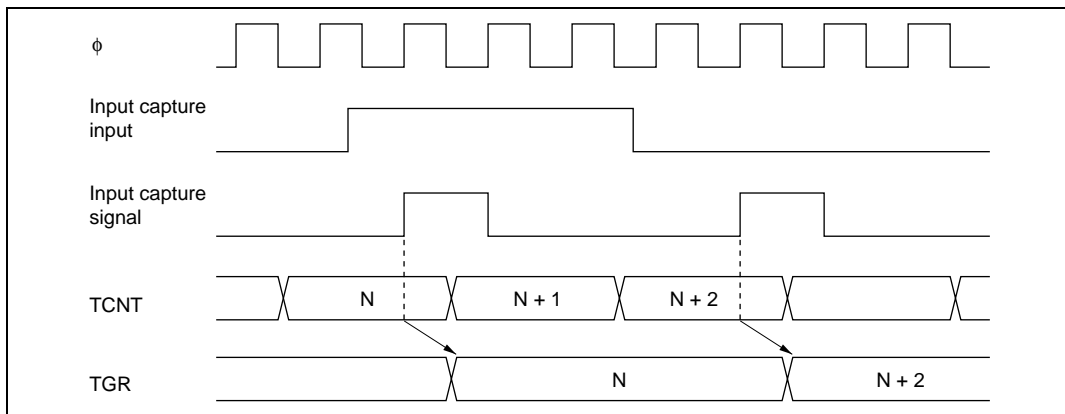 ϕ
Input capture
input
Input capture
signal
TCNT N N + 1 N + 2
TGR N N + 2